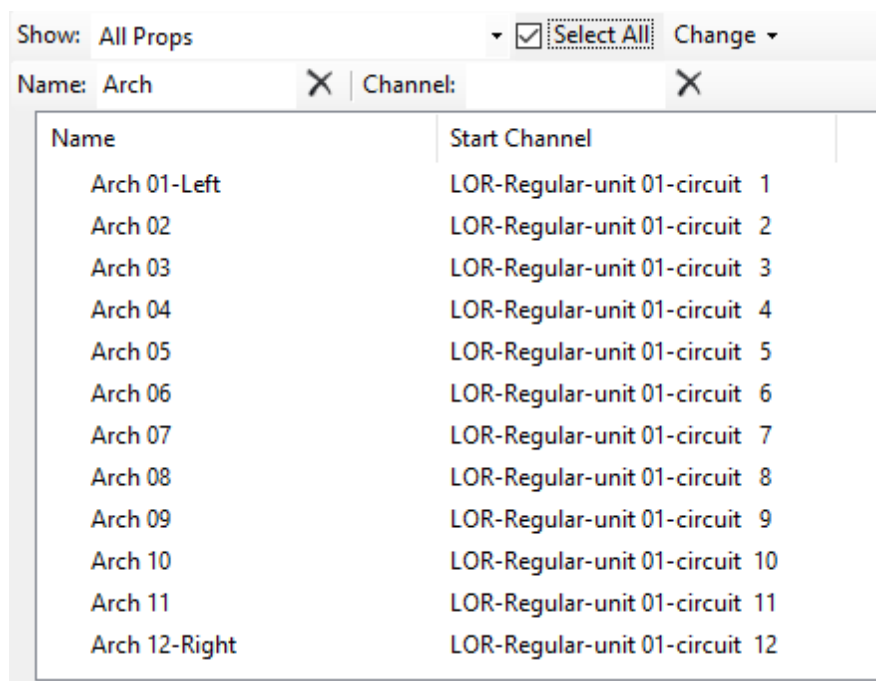 Show: All Props Select All Change
Name: Arch Channel:
Name Start Channel
Arch 01-Left LOR-Regular-unit 01-circuit 1
Arch 02 LOR-Regular-unit 01-circuit 2
Arch 03 LOR-Regular-unit 01-circuit 3
Arch 04 LOR-Regular-unit 01-circuit 4
Arch 05 LOR-Regular-unit 01-circuit 5
Arch 06 LOR-Regular-unit 01-circuit 6
Arch 07 LOR-Regular-unit 01-circuit 7
Arch 08 LOR-Regular-unit 01-circuit 8
Arch 09 LOR-Regular-unit 01-circuit 9
Arch 10 LOR-Regular-unit 01-circuit 10
Arch 11 LOR-Regular-unit 01-circuit 11
Arch 12-Right LOR-Regular-unit 01-circuit 12